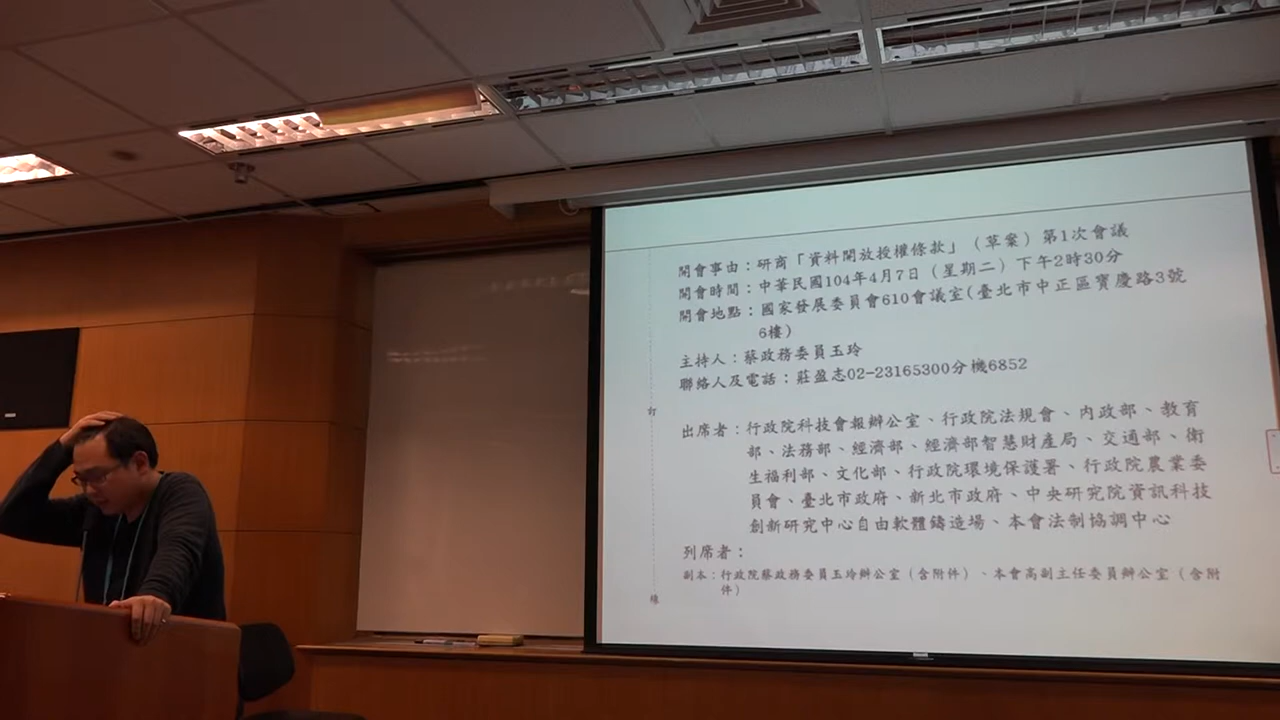 開會事由：研商「資料開放授權條款」（草案）第1次會議
開會時間：中華民國104年4月7日（星期二）下午2時30分
開會地點：國家發展委員會610會議室(臺北市中正區寶慶路3號
6樓)
主持人：蔡政務委員玉玲
聯絡人及電話：莊盈志02-23165300分機6852
訂
出席者：行政院科技會報辦公室、行政院法規會、內政部、教育
部、法務部、經濟部、經濟部智慧財產局、交通部、衛
生福利部、文化部、行政院環境保護署、行政院農業委
員會、臺北市政府、新北市政府、中央研究院資訊科技
創新研究中心自由軟體鑄造場、本會法制協調中心
列席者：
副本：行政院蔡政務委員玉玲辦公室（含附件）、本會高副主任委員辦公室（含附
件）
線